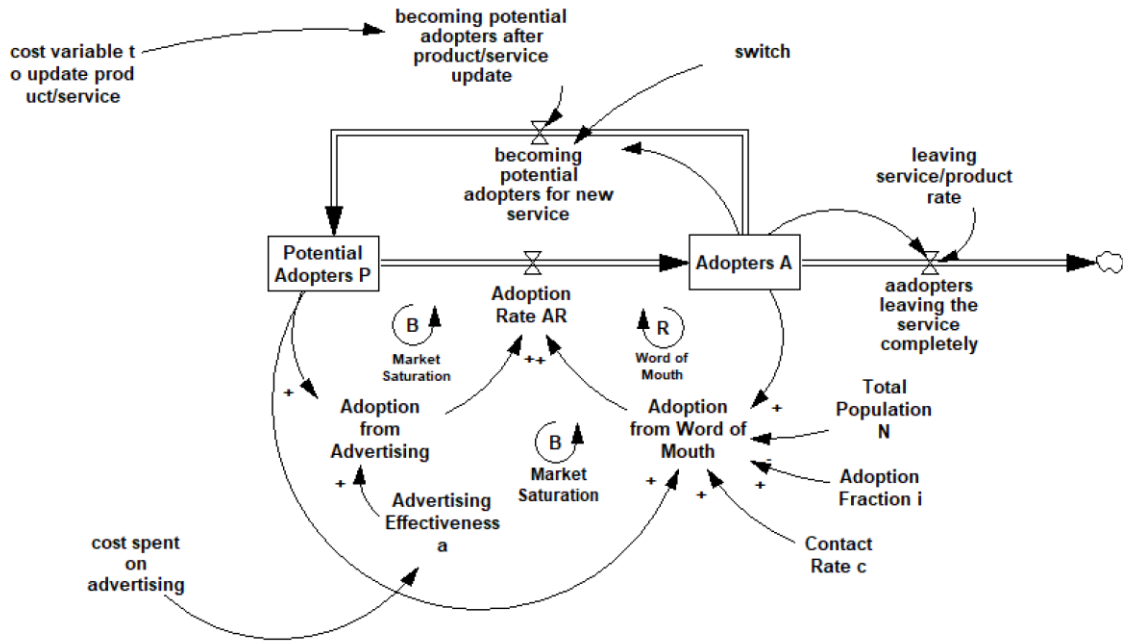 becoming potential
adopters after
product/service
update
cost variable t
o update prod
uct/service
switch
becoming
potential
adopters for new
service
leaving
service/product
rate
Potential
Adopters P
Adopters A
Adoption
Rate AR
aadopters
leaving the
service
completely
B
Market
Saturation
R
Word of
Mouth
++
+
+
Adoption
from
Advertising
Adoption
from Word of
Mouth
Total
Population
N
B
Market
Saturation
-
+
+
+
+
Adoption
Fraction i
Advertising
Effectiveness
a
Contact
Rate c
cost spent
on
advertising